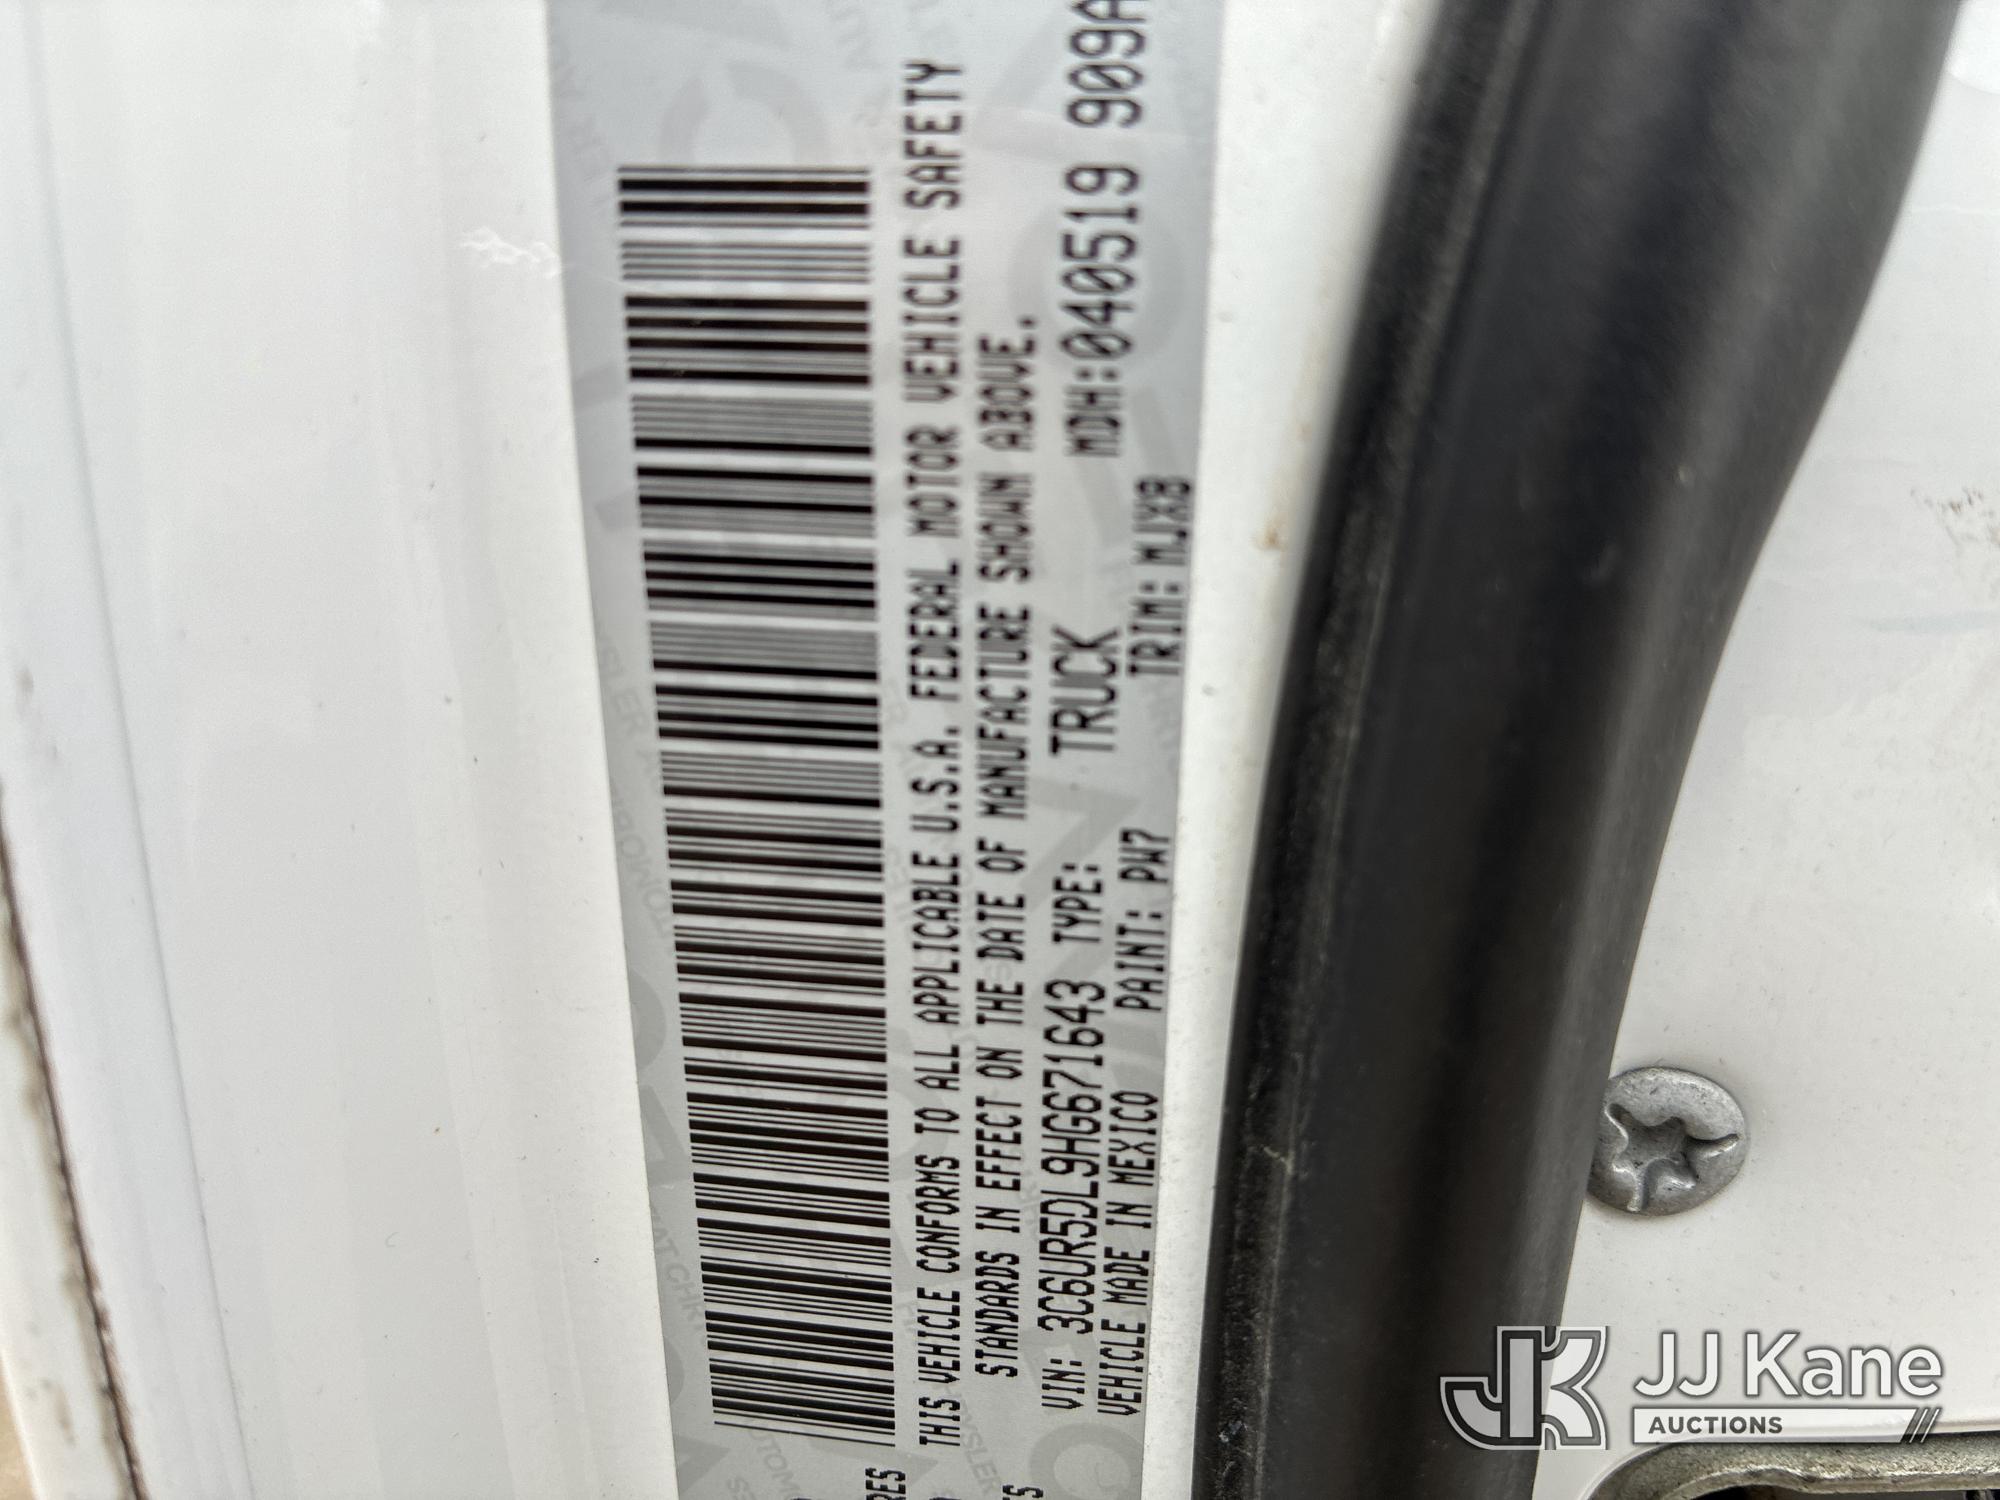 THIS VEHICLE CONFORMS TO ALL APPLICABLE U.S.A. FEDERAL MOTOR VEHICLE SAFETY
STANDARDS IN EFFECT ON THE DATE OF MANUFACTURE SHOWN ABOVE.
VIN: 3C6UR5DL9HG671643 TYPE: TRUCK MDH:040519 909A
VEHICLE MADE IN MEXICO PAINT: PW7 TRIM: MJX8
JJ Kane
AUCTIONS